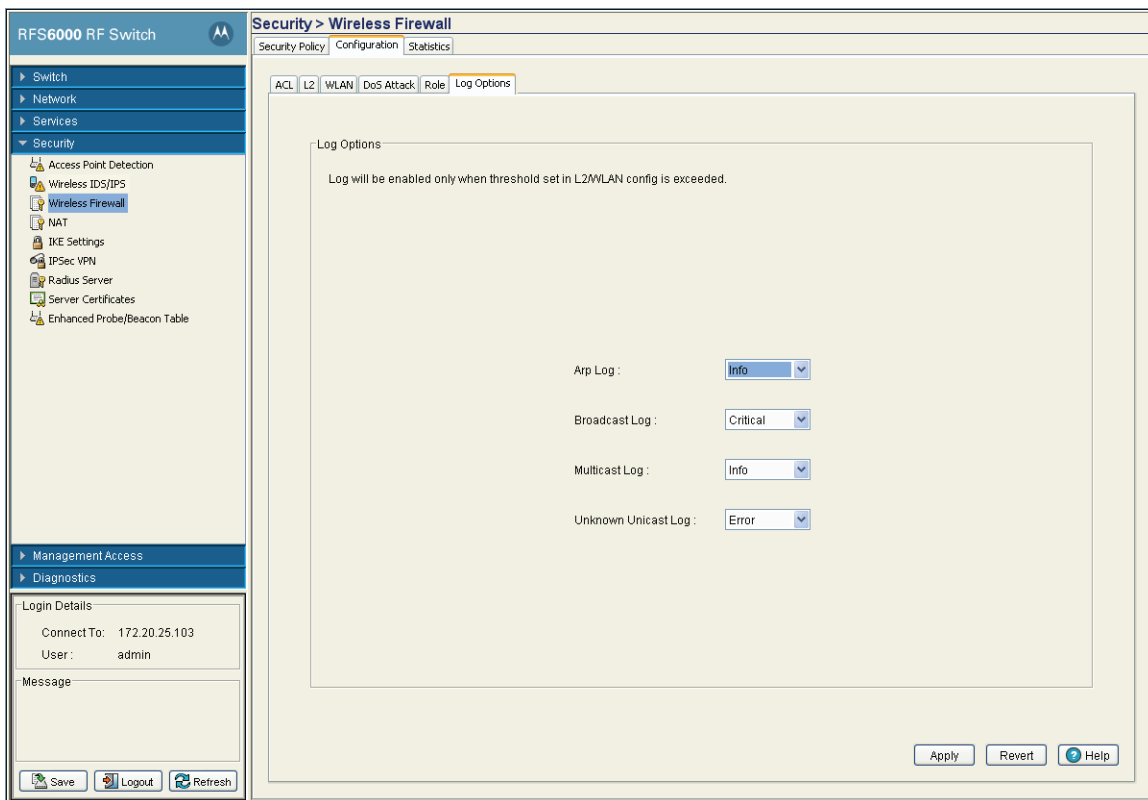 RFS6000 RF Switch
Switch
Network
Services
Security
Access Point Detection
Wireless IDS/IPS
Wireless Firewall
NAT
IKE Settings
IPSec VPN
Radius Server
Server Certificates
Enhanced Probe/Beacon Table
Management Access
Diagnostics
Login Details
Connect To: 172.20.25.103
User : admin
Message
Save Logout Refresh
Security > Wireless Firewall
Security Policy Configuration Statistics
ACL L2 WLAN DoS Attack Role Log Options
Log Options
Log will be enabled only when threshold set in L2/WLAN config is exceeded.
Arp Log : Info
Broadcast Log : Critical
Multicast Log : Info
Unknown Unicast Log : Error
Apply Revert Help